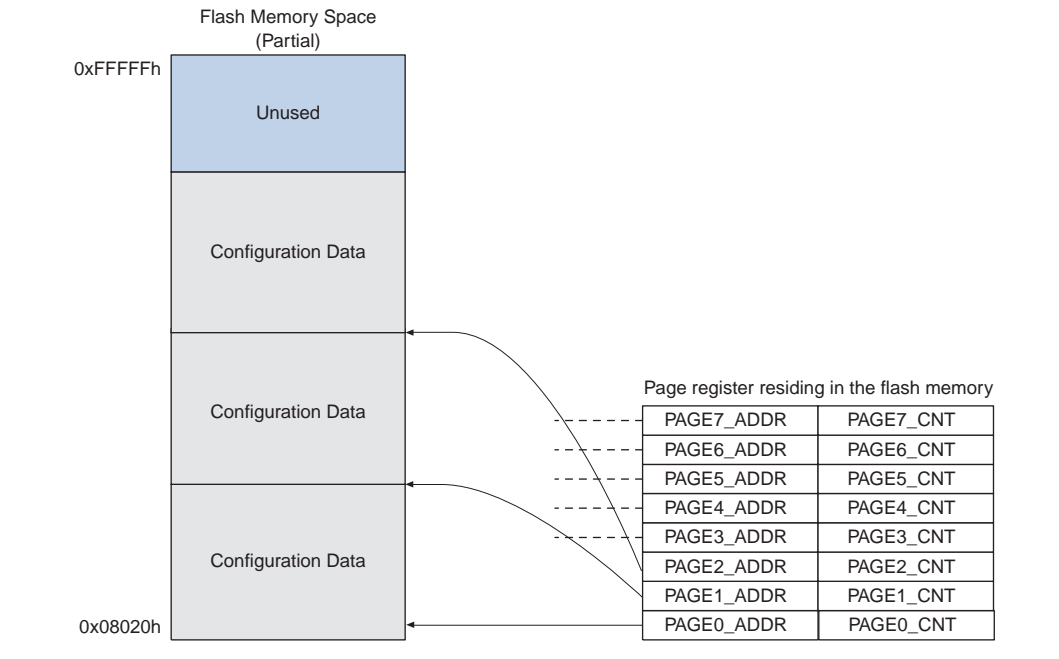 Flash Memory Space
(Partial)
0xFFFFFh
Unused
Configuration Data
Configuration Data
Configuration Data
0x08020h
Page register residing in the flash memory
PAGE7_ADDR PAGE7_CNT
PAGE6_ADDR PAGE6_CNT
PAGE5_ADDR PAGE5_CNT
PAGE4_ADDR PAGE4_CNT
PAGE3_ADDR PAGE3_CNT
PAGE2_ADDR PAGE2_CNT
PAGE1_ADDR PAGE1_CNT
PAGE0_ADDR PAGE0_CNT